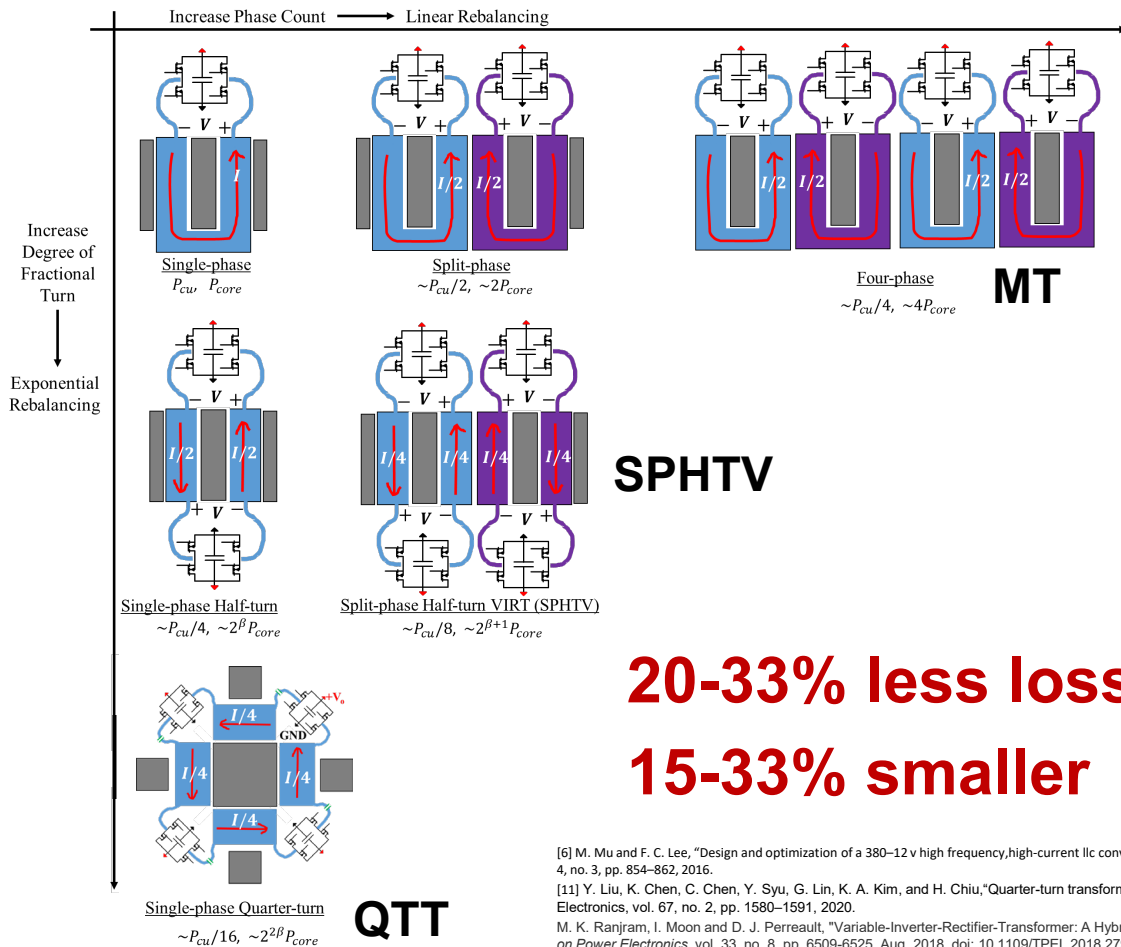 Increase Phase Count Linear Rebalancing
− V +
− V +
+ V −
− V +
+ V −
− V +
+ V −
I
I/2
I/2
I/2
I/2
I/2
I/2
Increase
Degree of
Fractional
Turn
Exponential
Rebalancing
Single-phase
P_cu, P_core
Split-phase
~P_cu/2, ~2P_core
Four-phase
~P_cu/4, ~4P_core
MT
− V +
− V +
+ V −
I/2
I/2
I/4
I/4
I/4
I/4
SPHTV
+ V −
+ V −
− V +
Single-phase Half-turn
~P_cu/4, ~2^βP_core
Split-phase Half-turn VIRT (SPHTV)
~P_cu/8, ~2^{β+1}P_core
+V_o
I/4
GND
I/4
I/4
I/4
20-33% less loss
15-33% smaller
Single-phase Quarter-turn
~P_cu/16, ~2^{2β}P_core
QTT
[6] M. Mu and F. C. Lee, “Design and optimization of a 380–12 v high frequency,high-current llc conv
4, no. 3, pp. 854–862, 2016.
[11] Y. Liu, K. Chen, C. Chen, Y. Syu, G. Lin, K. A. Kim, and H. Chiu,“Quarter-turn transform
Electronics, vol. 67, no. 2, pp. 1580–1591, 2020.
M. K. Ranjram, I. Moon and D. J. Perreault, "Variable-Inverter-Rectifier-Transformer: A Hybr
on Power Electronics, vol. 33, no. 8, pp. 6509-6525, Aug. 2018, doi: 10.1109/TPEL.2018.27